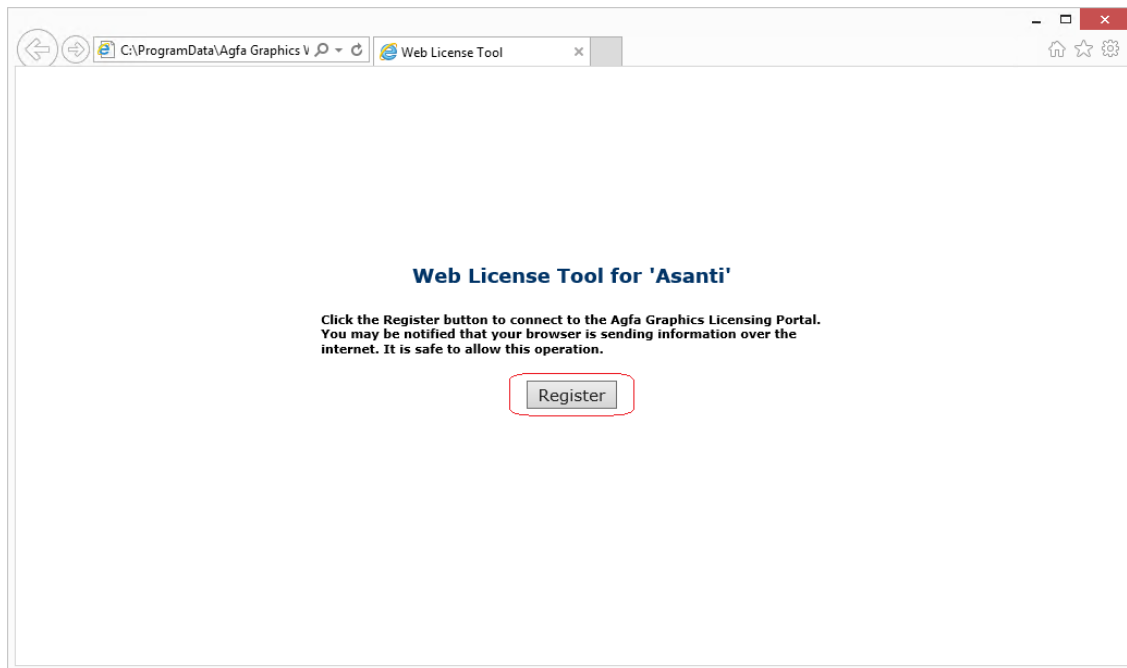 C:\ProgramData\Agfa Graphics
Web License Tool
Web License Tool for 'Asanti'
Click the Register button to connect to the Agfa Graphics Licensing Portal.
You may be notified that your browser is sending information over the
internet. It is safe to allow this operation.
Register